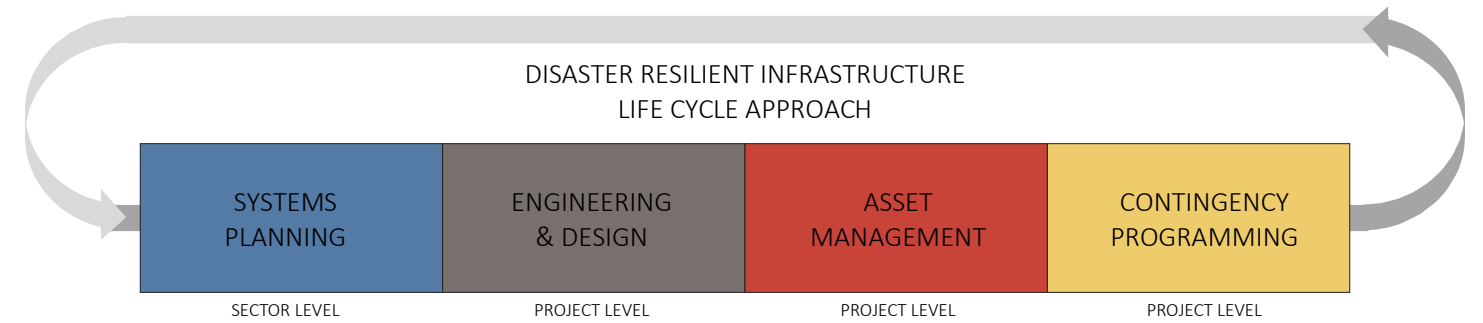 DISASTER RESILIENT INFRASTRUCTURE
LIFE CYCLE APPROACH
SYSTEMS
PLANNING
ENGINEERING
& DESIGN
ASSET
MANAGEMENT
CONTINGENCY
PROGRAMMING
SECTOR LEVEL
PROJECT LEVEL
PROJECT LEVEL
PROJECT LEVEL